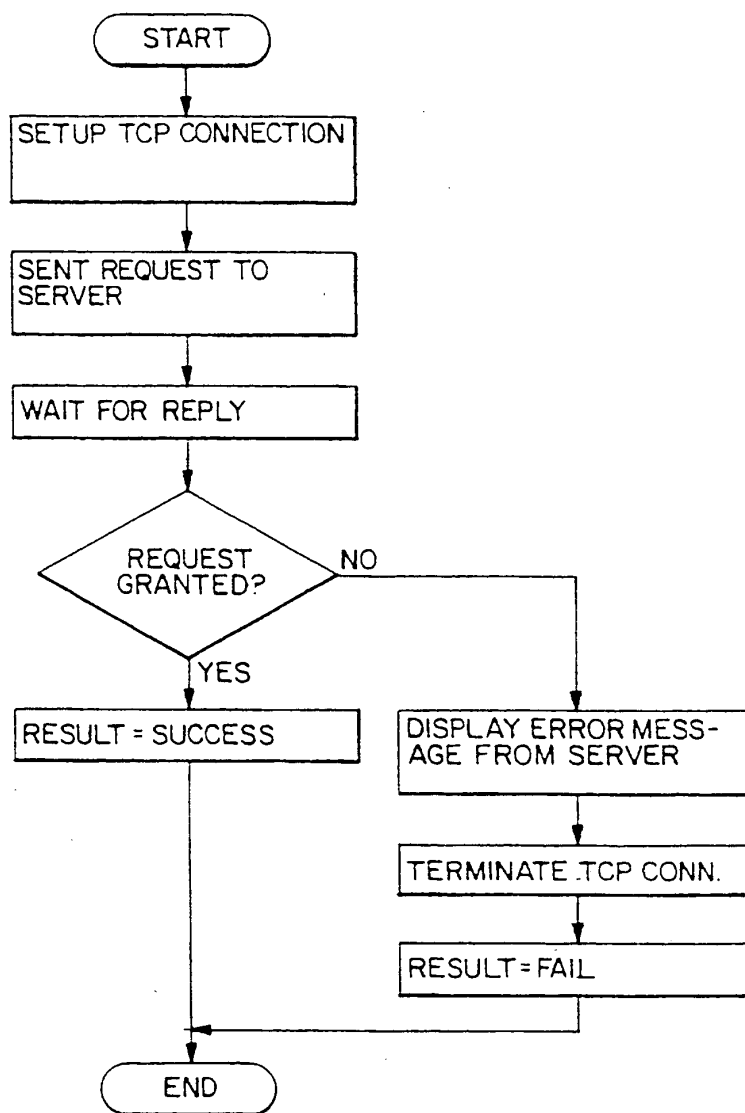 START
SETUP TCP CONNECTION
SENT REQUEST TO
SERVER
WAIT FOR REPLY
REQUEST
GRANTED?
NO
YES
RESULT = SUCCESS
DISPLAY ERROR MESS-
AGE FROM SERVER
TERMINATE TCP CONN.
RESULT = FAIL
END